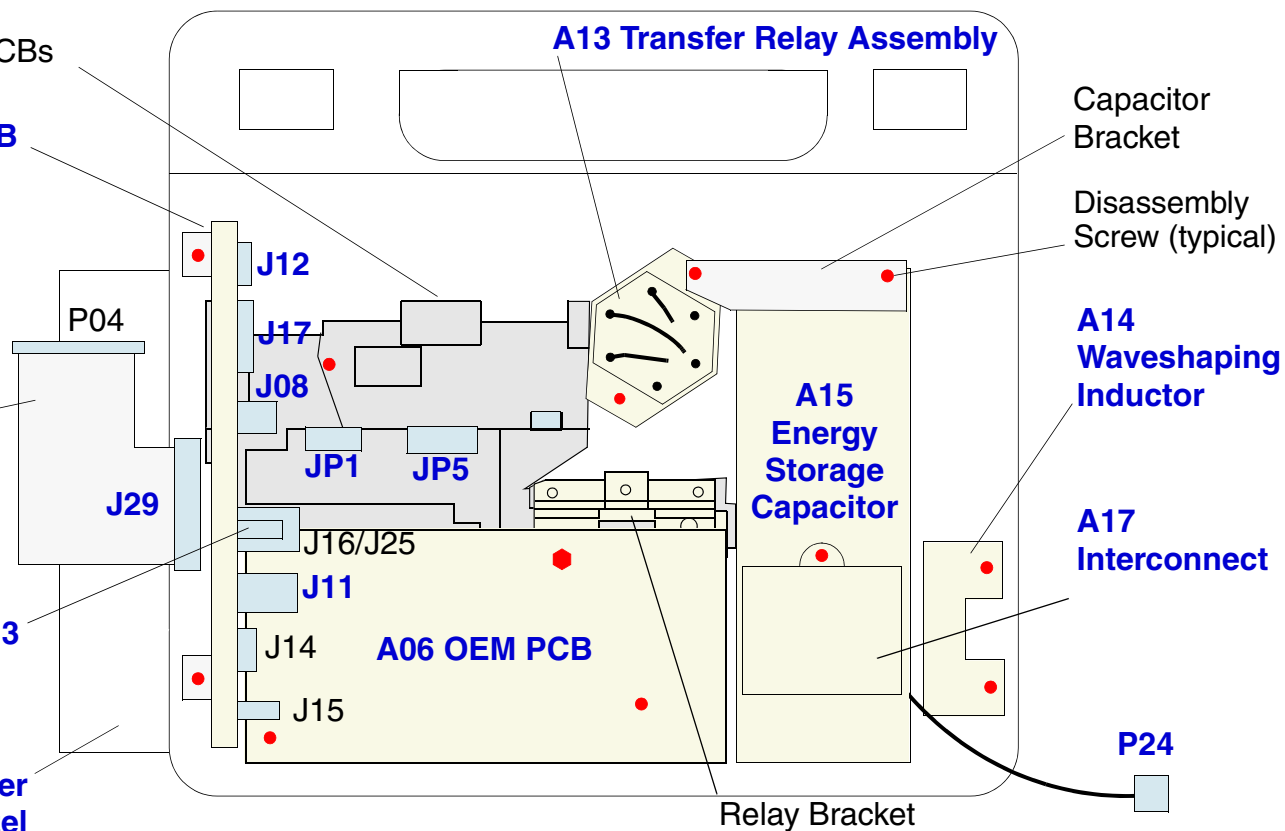 A13 Transfer Relay Assembly
CBs
Capacitor
Bracket
B
Disassembly
Screw (typical)
J12
P04
J17
A14
Waveshaping
Inductor
J08
A15
Energy
Storage
Capacitor
JP1
JP5
J29
A17
Interconnect
J16/J25
J11
3
J14
A06 OEM PCB
J15
P24
er
el
Relay Bracket